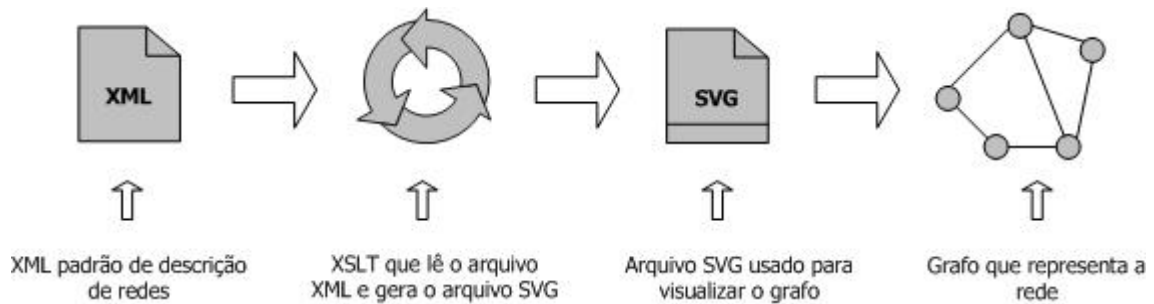 XML
SVG
XML padrão de descrição
de redes
XSLT que lê o arquivo
XML e gera o arquivo SVG
Arquivo SVG usado para
visualizar o grafo
Grafo que representa a
rede